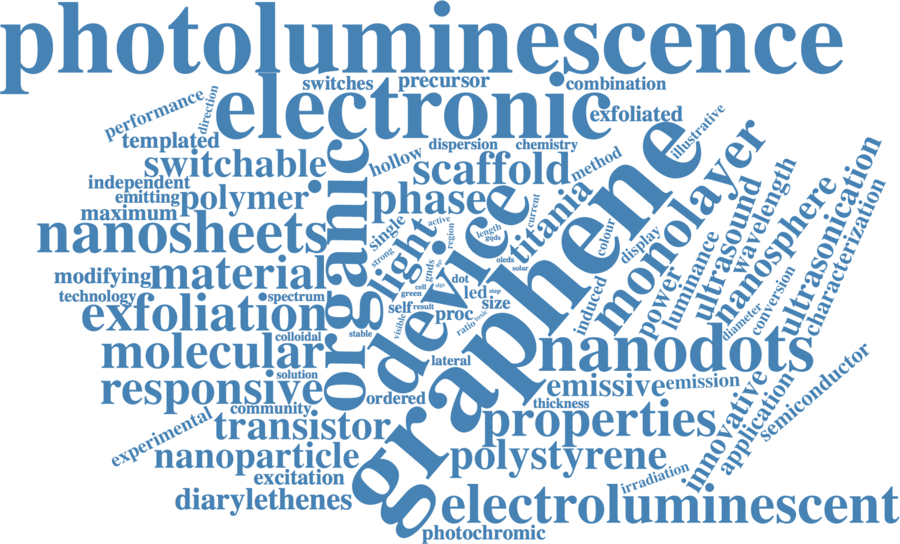 photoluminescence
switches
precursor
combination
performance
direction
electronic
exfoliated
illustrative
templated
dispersion
chemistry
switchable
organic
hollow
scaffold
method
graphene
monolayer
independent
emitting
polymer
phase
titania
current
maximum
single
active
length
colour
display
ultrasound
wavelength
nanosphere
ultrasonication
characterization
nanosheets
light
device
region
oleds
solar
luminance
power
induced
modifying
material
strong
gnds
cell
dot
technology
spectrum
green
led
step
size
conversion
diameter
exfoliation
self
result
proc
ratio
toxic
visible
stable
colloidal
molecular
lateral
nanodots
solution
responsive
ordered
emissive
emission
semiconductor
community
thickness
innovative
application
experimental
transistor
properties
nanoparticle
polystyrene
excitation
irradiation
diarylethenes
electroluminescent
photochromic